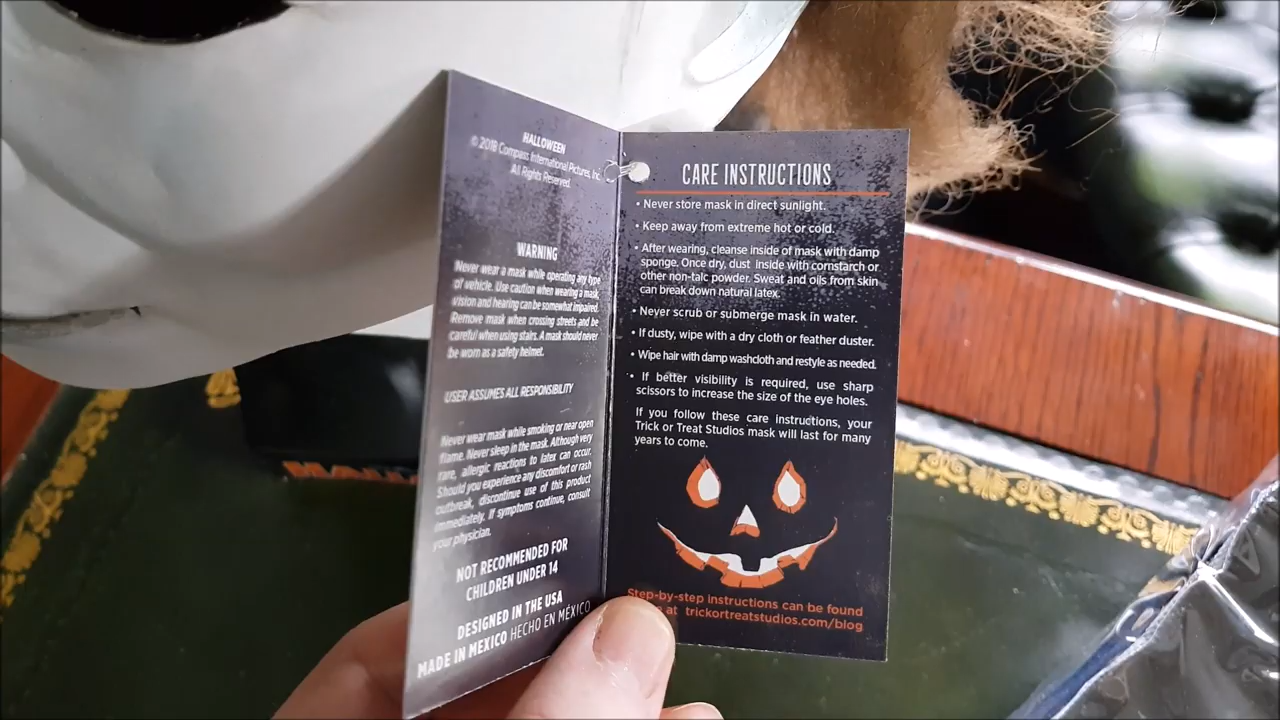 HALLOWEEN
© 2018 Compass International Pictures, Inc.
All Rights Reserved.
WARNING
Never wear a mask while operating any type
of vehicle. Use caution when wearing a mask,
vision and hearing can be somewhat impaired.
Remove mask when crossing streets and be
careful when using stairs. A mask should never
be worn as a safety helmet.
USER ASSUMES ALL RESPONSIBILITY
Never wear mask while smoking or near open
flame. Never sleep in the mask. Although very
rare, allergic reactions to latex can occur.
Should you experience any discomfort or rash
outbreak, discontinue use of this product
immediately. If symptoms continue, consult
your physician.
NOT RECOMMENDED FOR
CHILDREN UNDER 14
DESIGNED IN THE USA
MADE IN MEXICO HECHO EN MÉXICO
CARE INSTRUCTIONS
• Never store mask in direct sunlight.
• Keep away from extreme hot or cold.
• After wearing, cleanse inside of mask with damp
sponge. Once dry, dust inside with cornstarch or
other non-talc powder. Sweat and oils from skin
can break down natural latex.
• Never scrub or submerge mask in water.
• If dusty, wipe with a dry cloth or feather duster.
• Wipe hair with damp washcloth and restyle as needed.
• If better visibility is required, use sharp
scissors to increase the size of the eye holes.
If you follow these care instructions, your
Trick or Treat Studios mask will last for many
years to come.
Step-by-step instructions can be found
at trickortreatstudios.com/blog